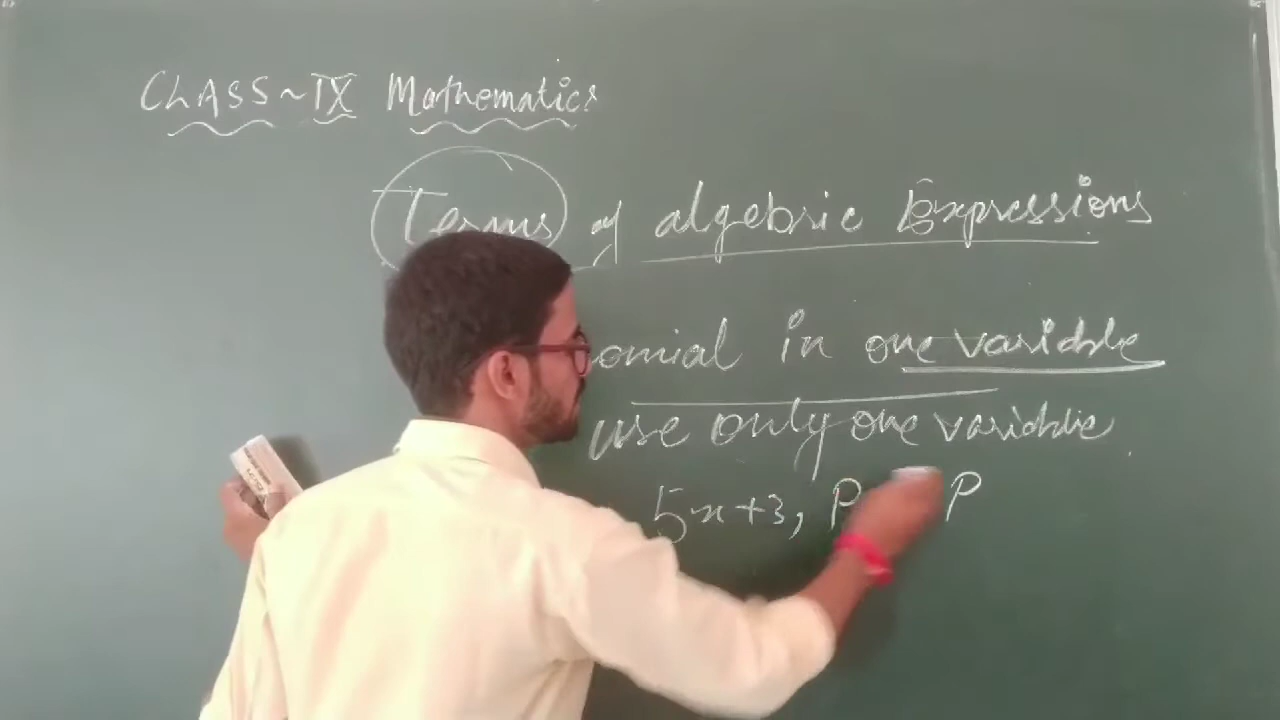 CLASS ~ IX Mathematics
Terms of algebric Expressions
omial in one variable
use only one variable
5x+3, P P